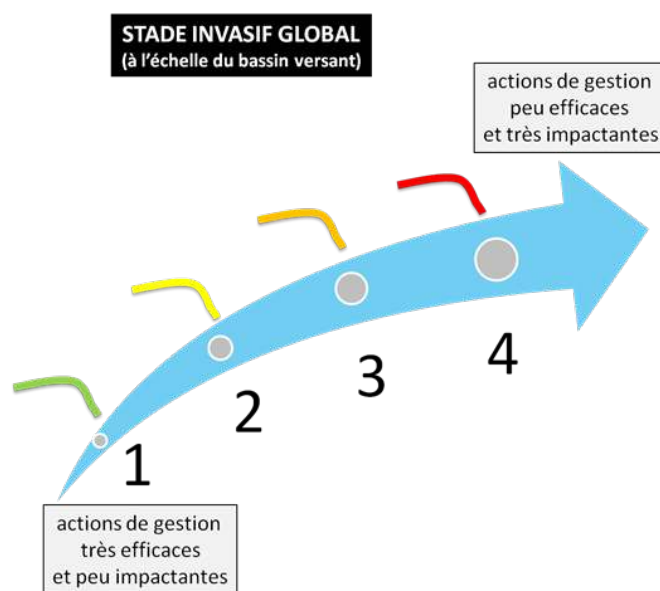 STADE INVASIF GLOBAL
(à l'échelle du bassin versant)
actions de gestion
peu efficaces
et très impactantes
4
3
2
1
actions de gestion
très efficaces
et peu impactantes